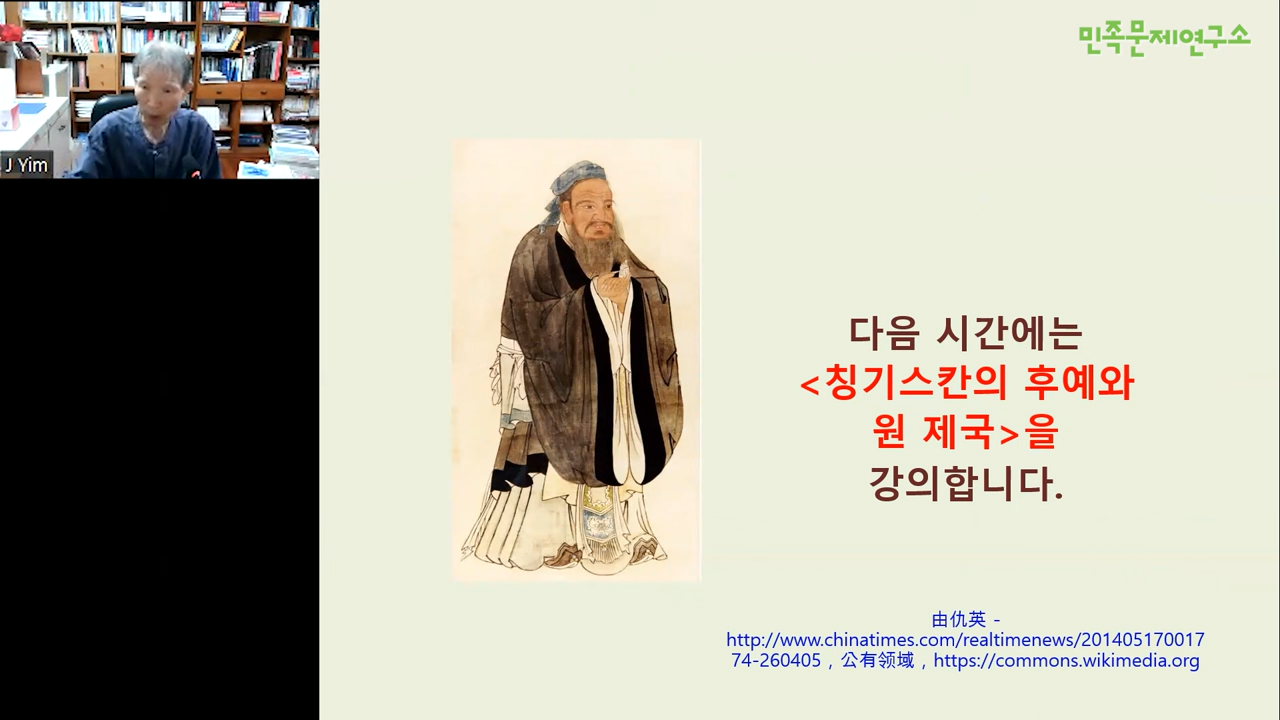 민족문제연구소
J Yim
다음 시간에는
<칭기스칸의 후예와
원 제국>을
강의합니다.
由仇英 -
http://www.chinatimes.com/realtimenews/201405170017
74-260405，公有领域，https://commons.wikimedia.org